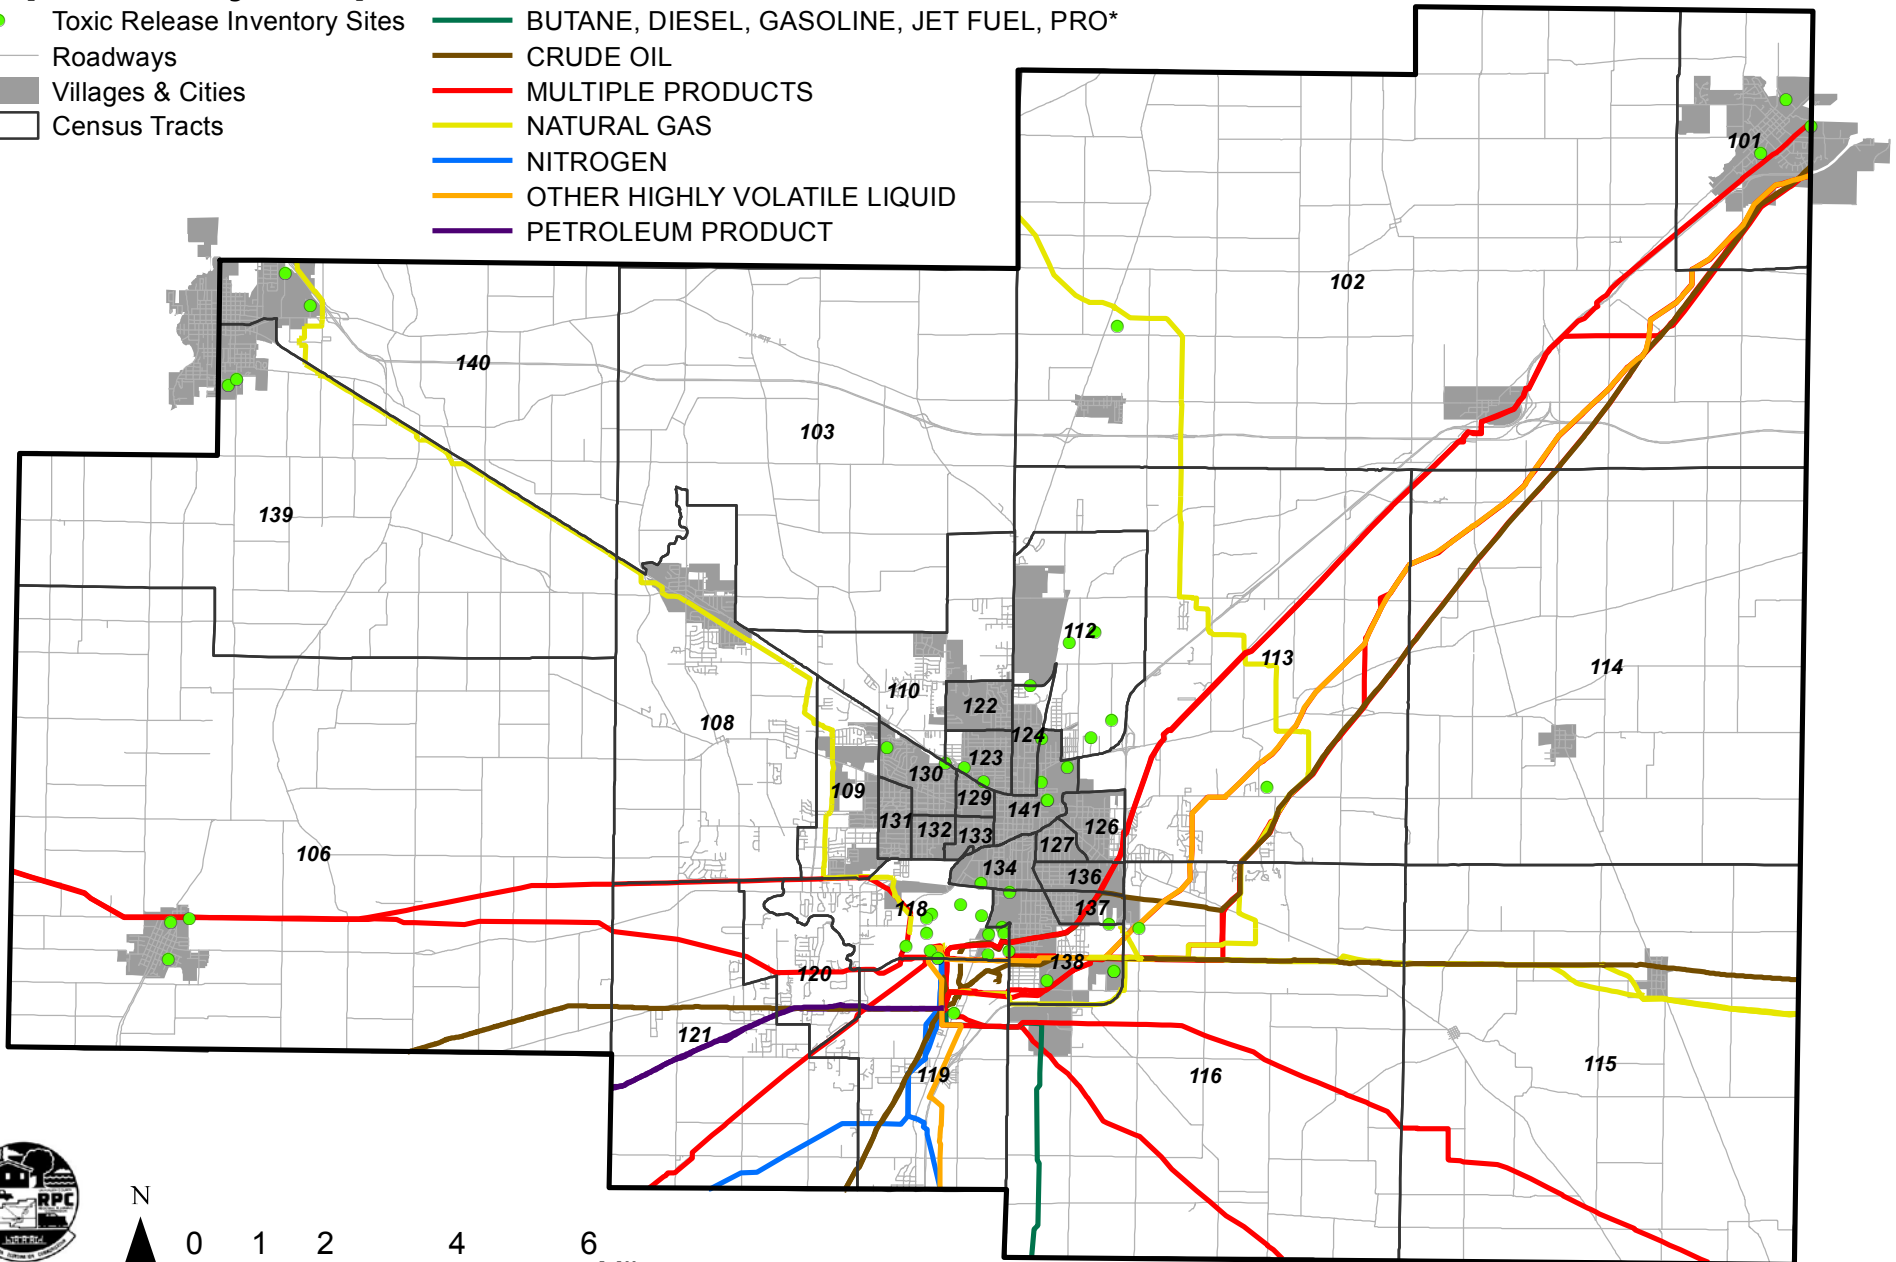 Toxic Release Inventory Sites
Roadways
Villages & Cities
Census Tracts
BUTANE, DIESEL, GASOLINE, JET FUEL, PRO*
CRUDE OIL
MULTIPLE PRODUCTS
NATURAL GAS
NITROGEN
OTHER HIGHLY VOLATILE LIQUID
PETROLEUM PRODUCT
101
102
140
103
139
112
113
114
110
122
108
124
123
130
109
129
141
131
132
133
126
127
106
134
136
118
137
138
120
121
119
116
115
RPC
N
0 1 2 4 6